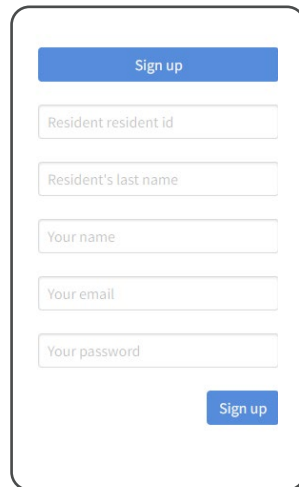 Sign up
Resident resident id
Resident's last name
Your name
Your email
Your password
Sign up